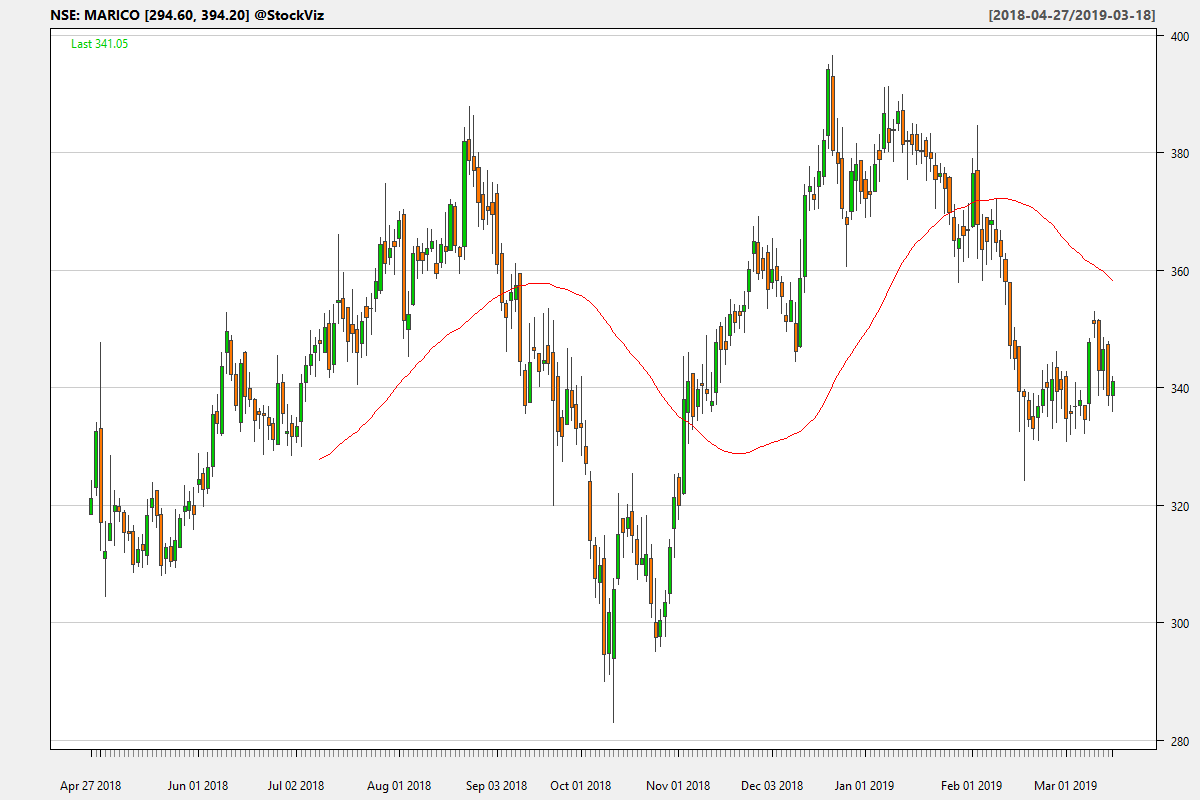 NSE: MARICO [294.60, 394.20] @StockViz [2018-04-27/2019-03-18]
Last 341.05
400
380
360
340
320
300
280
Apr 27 2018 Jun 01 2018 Jul 02 2018 Aug 01 2018 Sep 03 2018 Oct 01 2018 Nov 01 2018 Dec 03 2018 Jan 01 2019 Feb 01 2019 Mar 01 2019